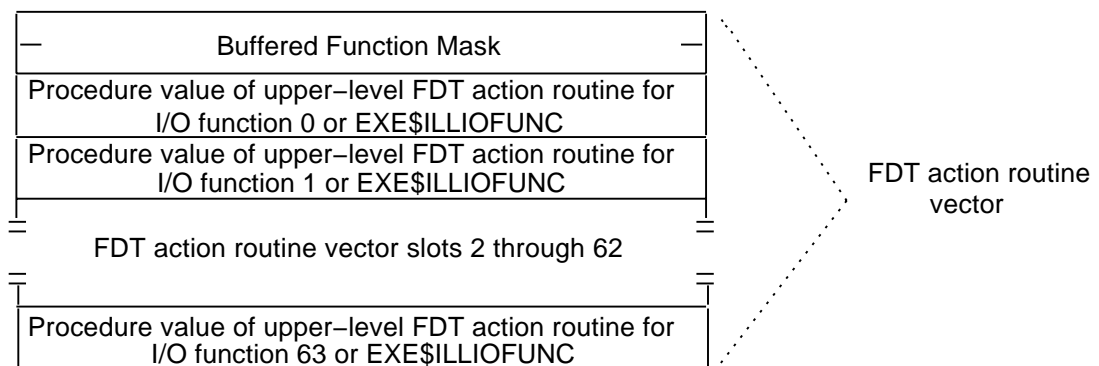 Buffered Function Mask
Procedure value of upper−level FDT action routine for
I/O function 0 or EXE$ILLIOFUNC
Procedure value of upper−level FDT action routine for
I/O function 1 or EXE$ILLIOFUNC
FDT action routine
vector
FDT action routine vector slots 2 through 62
Procedure value of upper−level FDT action routine for
I/O function 63 or EXE$ILLIOFUNC